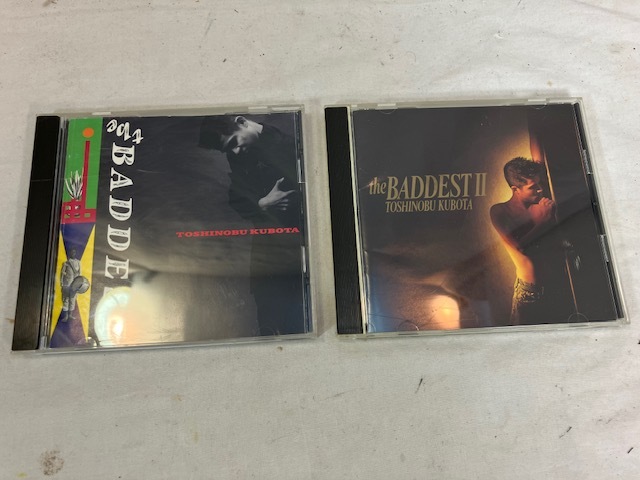 the
BADDE
TOSHINOBU KUBOTA
the BADDEST II
TOSHINOBU KUBOTA